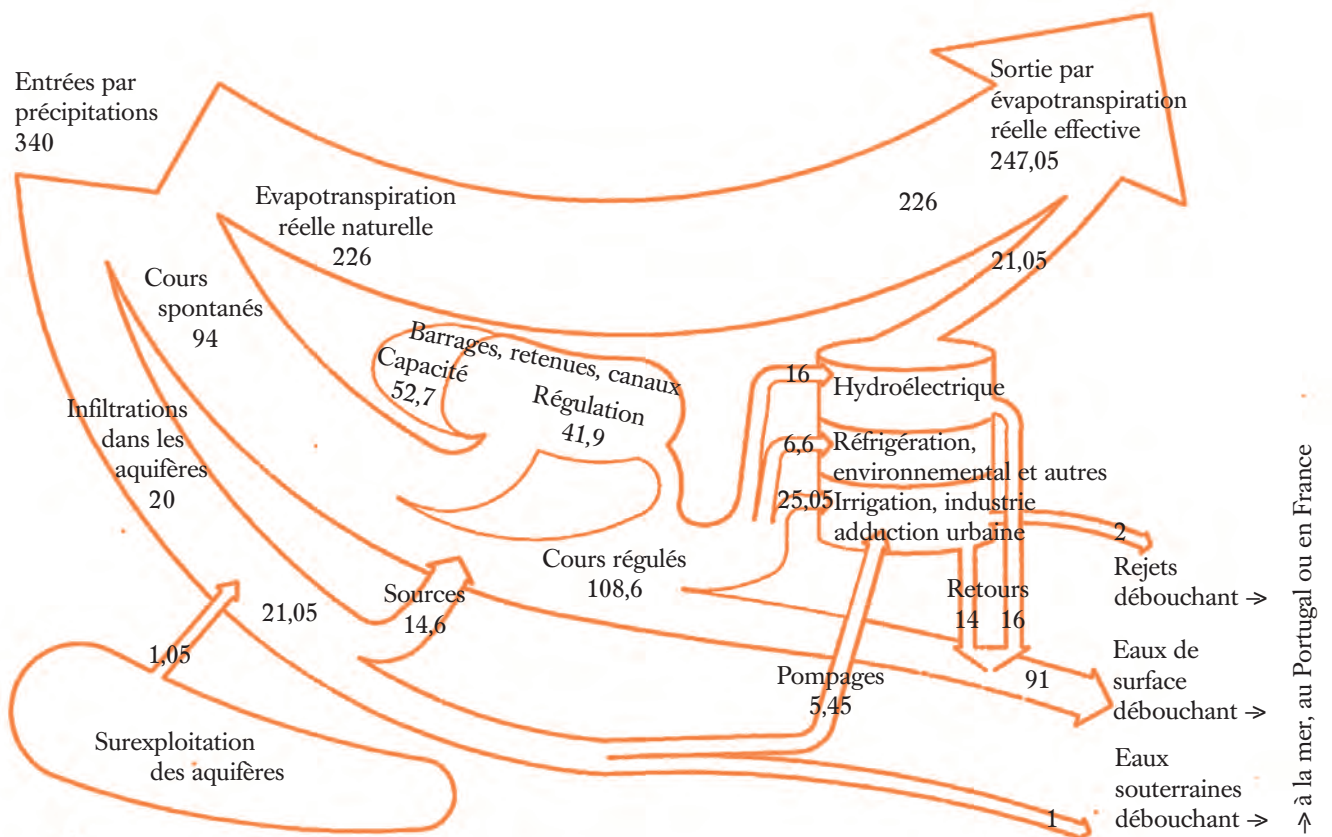 Entrées par
précipitations
340
Sortie par
évapotranspiration
réelle effective
247,05
Evapotranspiration
réelle naturelle
226
226
21,05
Cours
spontanés
94
Barrages, retenues, canaux
Capacité
52,7
Régulation
41,9
16
Hydroélectrique
6,6
Réfrigération,
environnemental et autres
25,05
Irrigation, industrie
adduction urbaine
Infiltrations
dans les
aquifères
20
2
Rejets
débouchant →
Cours régulés
108,6
Sources
14,6
21,05
1,05
Retours
14
16
Pompages
5,45
91
Eaux de
surface
débouchant →
Surexploitation
des aquifères
1
Eaux
souterraines
débouchant →
→ à la mer, au Portugal ou en France